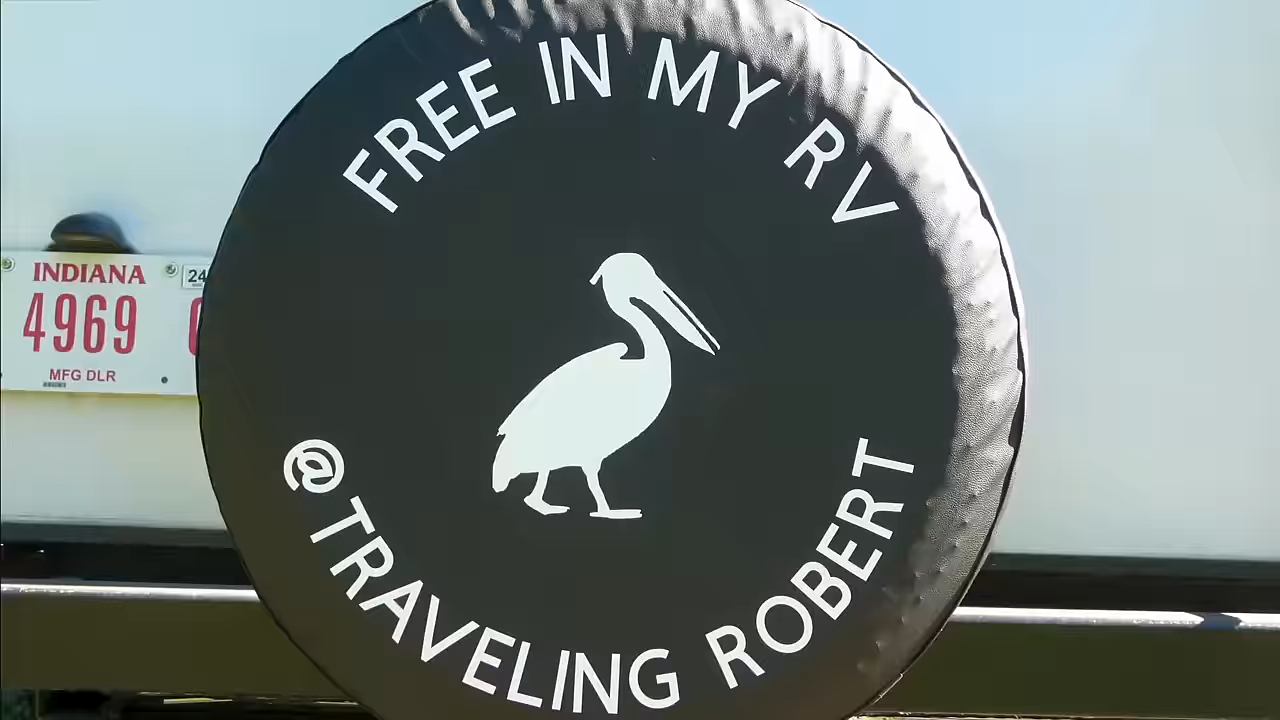 FREE IN MY RV
INDIANA
24
4969
MFG DLR
@TRAVELING ROBERT